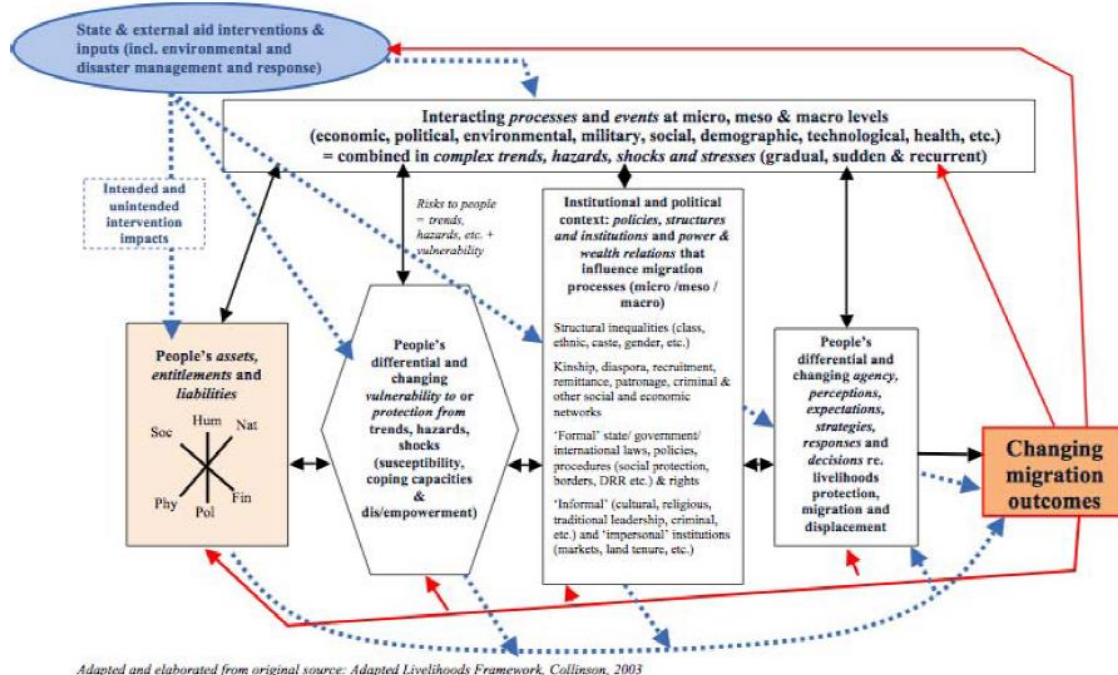 State & external aid interventions &
inputs (incl. environmental and
disaster management and response)
Interacting processes and events at micro, meso & macro levels
(economic, political, environmental, military, social, demographic, technological, health, etc.)
= combined in complex trends, hazards, shocks and stresses (gradual, sudden & recurrent)
Intended and
unintended
intervention
impacts
Risks to people
= trends,
hazards, etc. +
vulnerability
People's assets,
entitlements and
liabilities
Hum
Soc
Nat
Phy
Fin
Pol
People's
differential and
changing
vulnerability to or
protection from
trends, hazards,
shocks
(susceptibility,
coping capacities
&
dis/empowerment)
Institutional and political
context: policies, structures
and institutions and power &
wealth relations that
influence migration
processes (micro /meso /
macro)
Structural inequalities (class,
ethnic, caste, gender, etc.)
Kinship, diaspora, recruitment,
remittance, patronage, criminal &
other social and economic
networks
'Formal' state/ government/
international laws, policies,
procedures (social protection,
borders, DRR etc.) & rights
'Informal' (cultural, religious,
traditional leadership, criminal,
etc.) and 'impersonal' institutions
(markets, land tenure, etc.)
People's
differential and
changing agency,
perceptions,
expectations,
strategies,
responses and
decisions re.
livelihoods
protection,
migration and
displacement
Changing
migration
outcomes
Adapted and elaborated from original source: Adapted Livelihoods Framework, Collinson, 2003